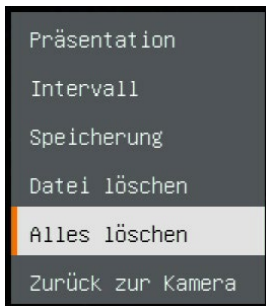 Präsentation
Intervall
Speicherung
Datei löschen
Alles löschen
Zurück zur Kamera